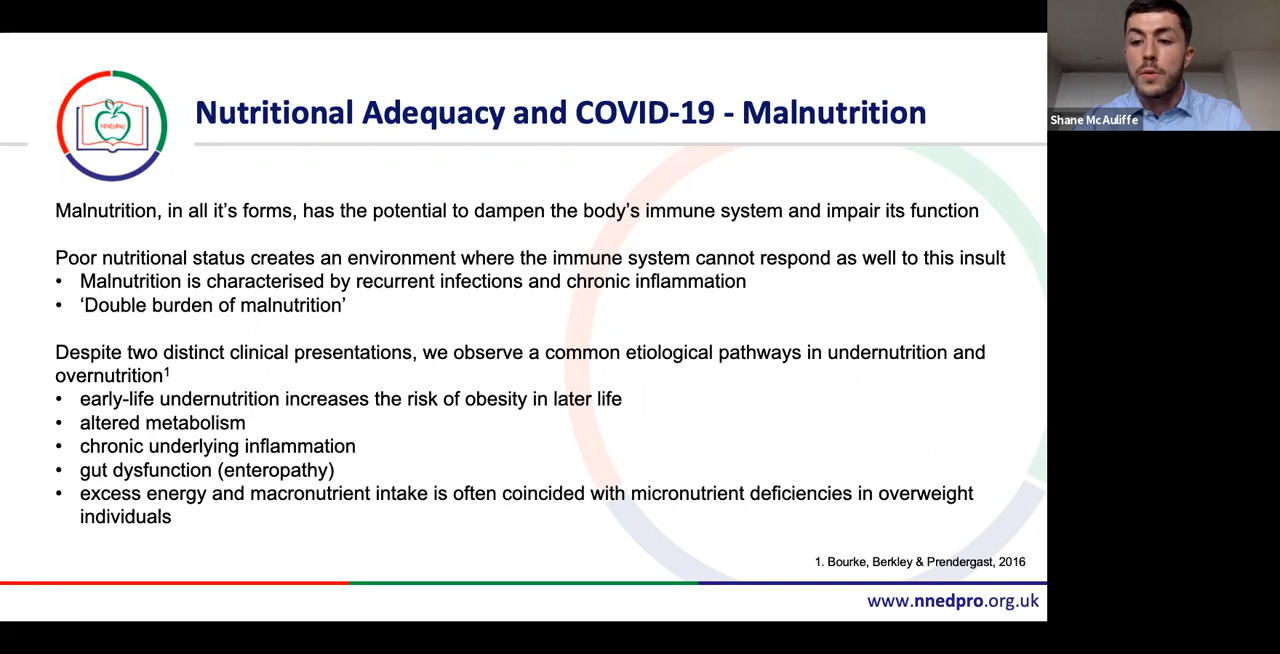 Nutritional Adequacy and COVID-19 - Malnutrition
NNEDPRO
Malnutrition, in all it's forms, has the potential to dampen the body's immune system and impair its function
Poor nutritional status creates an environment where the immune system cannot respond as well to this insult
• Malnutrition is characterised by recurrent infections and chronic inflammation
• 'Double burden of malnutrition'
Despite two distinct clinical presentations, we observe a common etiological pathways in undernutrition and
overnutrition¹
• early-life undernutrition increases the risk of obesity in later life
• altered metabolism
• chronic underlying inflammation
• gut dysfunction (enteropathy)
• excess energy and macronutrient intake is often coincided with micronutrient deficiencies in overweight
individuals
1. Bourke, Berkley & Prendergast, 2016
www.nnedpro.org.uk
Shane Mc Auliffe